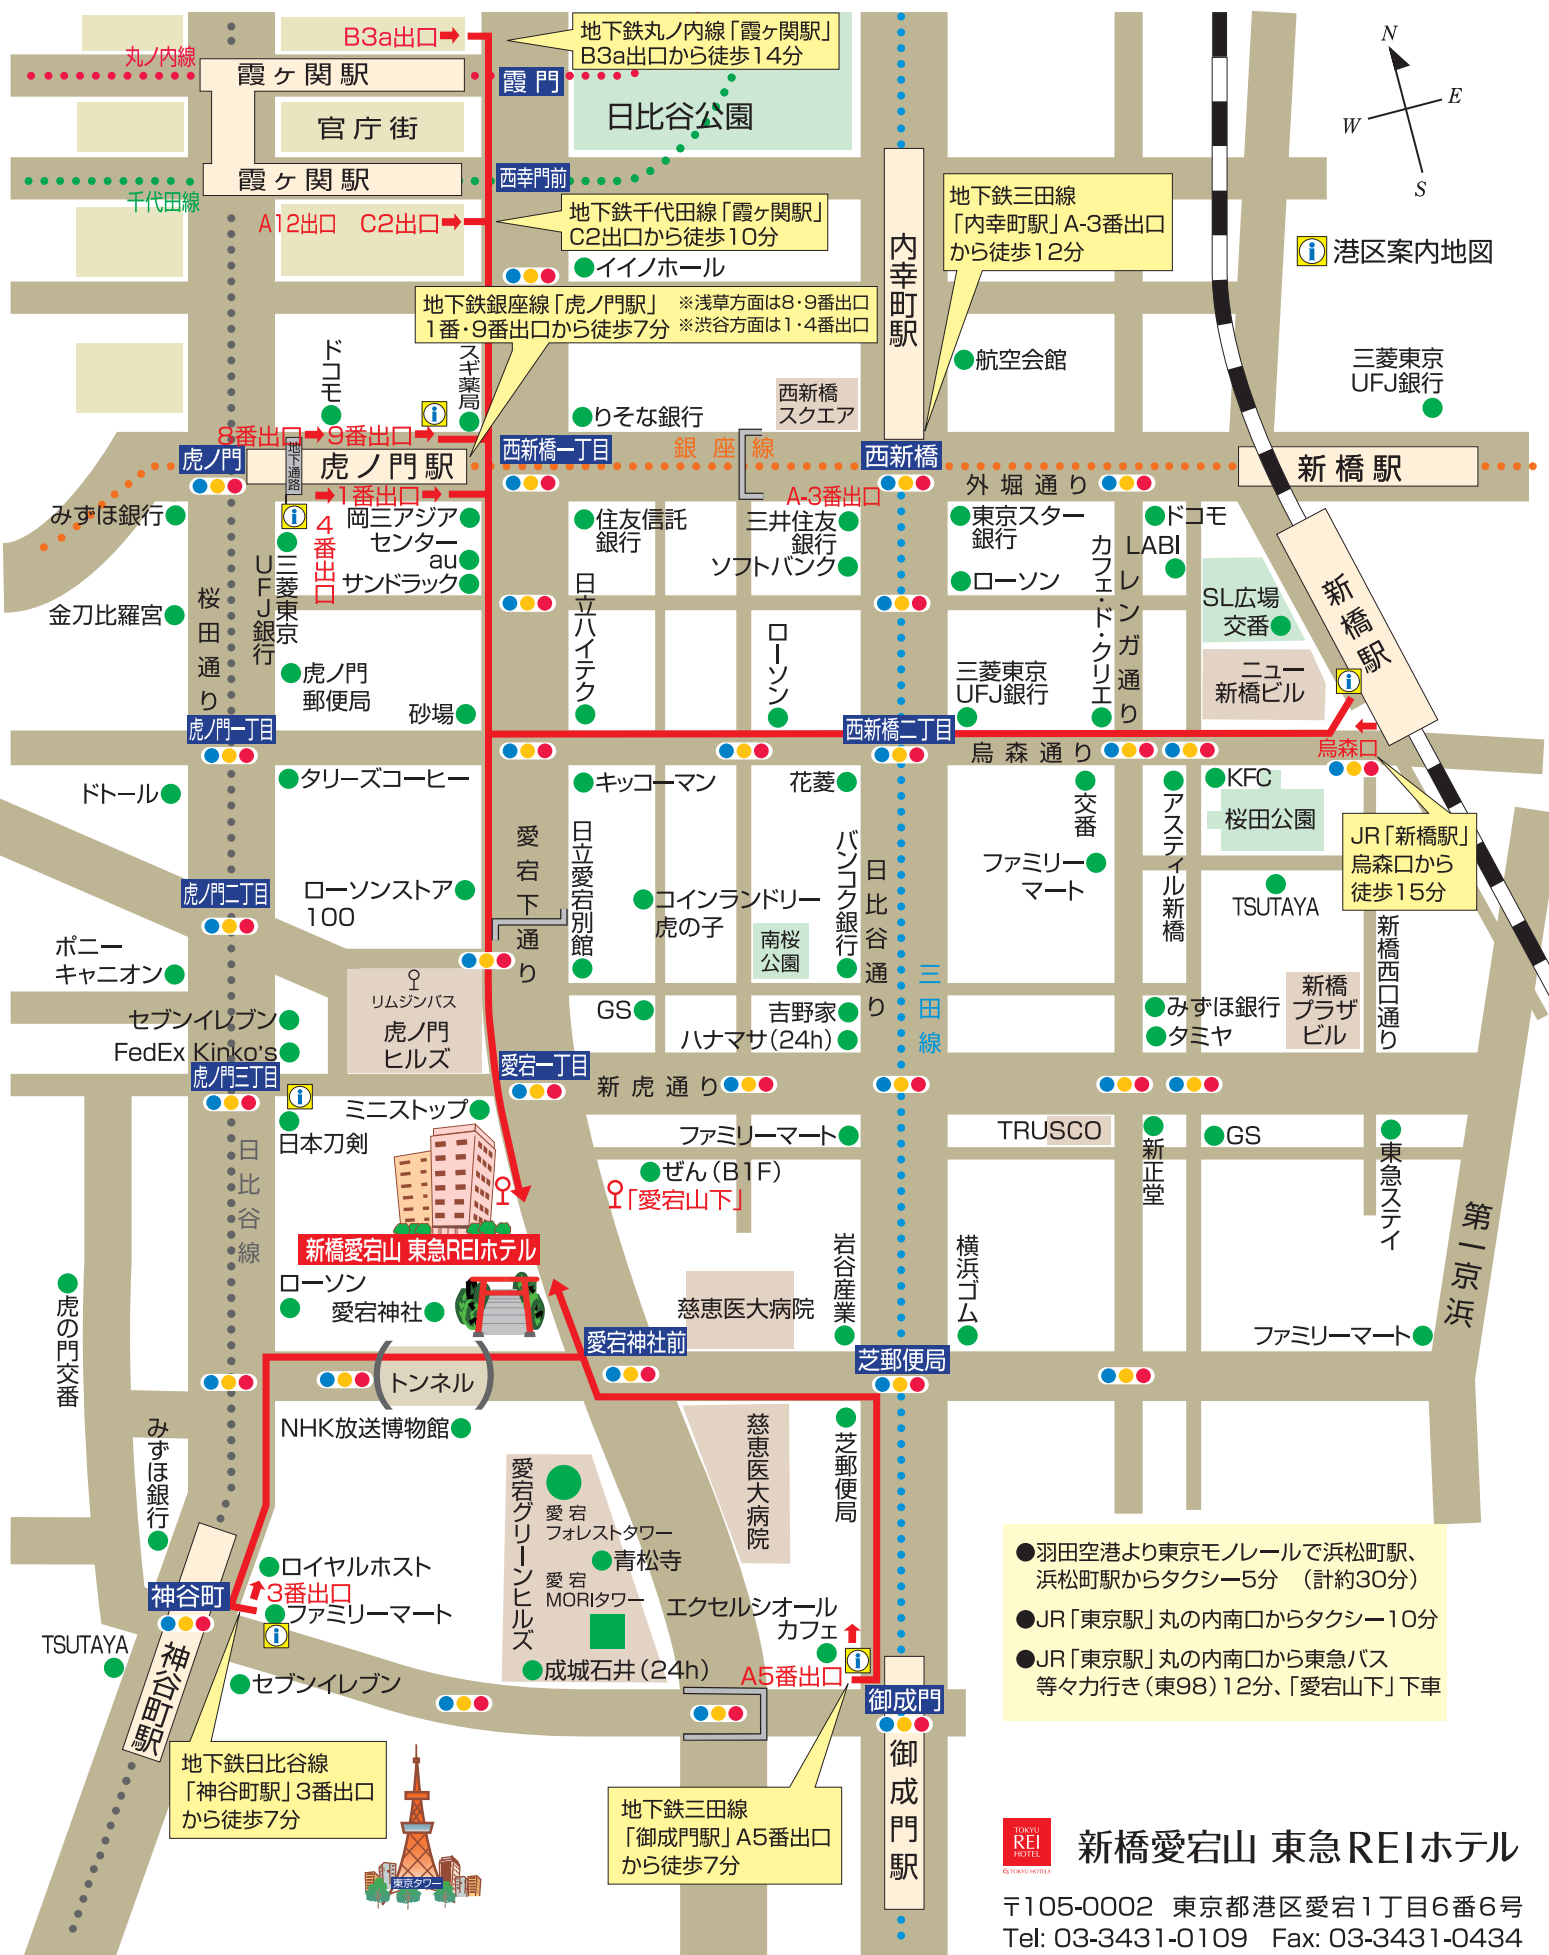 B3a出口
地下鉄丸ノ内線「霞ヶ関駅」
B3a出口から徒歩14分
丸ノ内線
霞ヶ関駅
霞門
官庁街
日比谷公園
霞ヶ関駅
西幸門前
千代田線
A12出口
C2出口
地下鉄千代田線「霞ヶ関駅」
C2出口から徒歩10分
地下鉄三田線
「内幸町駅」A-3番出口
から徒歩12分
N
E
W
S
港区案内地図
イイノホール
内幸町駅
地下鉄銀座線「虎ノ門駅」 ※浅草方面は8・9番出口
1番・9番出口から徒歩7分 ※渋谷方面は1・4番出口
ドコモ
スギ薬局
航空会館
三菱東京
UFJ銀行
西新橋
スクエア
りそな銀行
8番出口
9番出口
虎ノ門
地下通路
虎ノ門駅
西新橋一丁目
銀座線
西新橋
新橋駅
1番出口
4番出口
A-3番出口
外堀通り
みずほ銀行
岡三アジア
センター
au
サンドラック
住友信託
銀行
三井住友
銀行
ソフトバンク
東京スター
銀行
ローソン
ドコモ
LABI
カフェ・ド・クリエ
レンガ通り
SL広場
交番
新橋駅
金刀比羅宮
桜田通り
三菱東京
UFJ銀行
虎ノ門
郵便局
砂場
日立ハイテク
ローソン
三菱東京
UFJ銀行
ニュー
新橋ビル
虎ノ門一丁目
西新橋二丁目
烏森通り
烏森口
ドトール
タリーズコーヒー
キッコーマン
花菱
交番
アスティル新橋
KFC
桜田公園
JR「新橋駅」
烏森口から
徒歩15分
愛宕下通り
日立愛宕別館
バンコク銀行
日比谷通り
ファミリー
マート
TSUTAYA
虎ノ門二丁目
ローソンストア
100
コインランドリー
虎の子
南桜
公園
新橋西口通り
ポニー
キャニオン
リムジンバス
虎ノ門
ヒルズ
三田線
GS
吉野家
ハナマサ(24h)
みずほ銀行
タミヤ
新橋
プラザ
ビル
セブンイレブン
FedEx Kinko's
虎ノ門三丁目
愛宕一丁目
新虎通り
ミニストップ
日本刀剣
日比谷線
ファミリーマート
TRUSCO
新正堂
GS
東急ステイ
ぜん(B1F)
「愛宕山下」
第一京浜
新橋愛宕山 東急REIホテル
ローソン
愛宕神社
慈恵医大病院
岩谷産業
横浜ゴム
ファミリーマート
虎の門交番
愛宕神社前
芝郵便局
トンネル
NHK放送博物館
みずほ銀行
愛宕グリーンヒルズ
愛宕
フォレストタワー
青松寺
愛宕
MORIタワー
成城石井(24h)
慈恵医大病院
芝郵便局
神谷町
ロイヤルホスト
3番出口
ファミリーマート
TSUTAYA
神谷町駅
セブンイレブン
エクセルシオール
カフェ
A5番出口
御成門
御成門駅
地下鉄日比谷線
「神谷町駅」3番出口
から徒歩7分
東京タワー
地下鉄三田線
「御成門駅」A5番出口
から徒歩7分
●羽田空港より東京モノレールで浜松町駅、
浜松町駅からタクシー5分 (計約30分)
●JR「東京駅」丸の内南口からタクシー10分
●JR「東京駅」丸の内南口から東急バス
等々力行き(東98)12分、「愛宕山下」下車
TOKYU
REI
HOTEL
TOKYU HOTELS
新橋愛宕山 東急REIホテル
〒105-0002 東京都港区愛宕1丁目6番6号
Tel: 03-3431-0109 Fax: 03-3431-0434